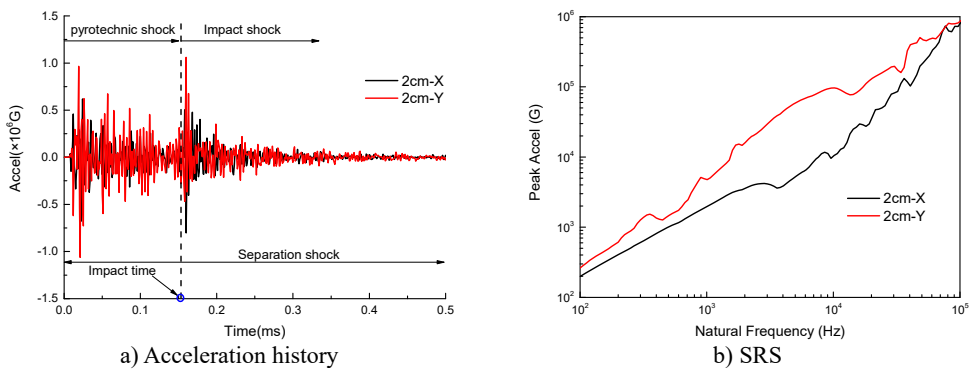 pyrotechnic shock
Impact shock
2cm-X
2cm-Y
Separation shock
Impact time
Accel(×10⁶G)
1.5
1.0
0.5
0.0
-0.5
-1.0
-1.5
0.0 0.1 0.2 0.3 0.4 0.5
Time(ms)
a) Acceleration history
Peak Accel (G)
10⁶
10⁵
10⁴
10³
10²
2cm-X
2cm-Y
10² 10³ 10⁴ 10⁵
Natural Frequency (Hz)
b) SRS